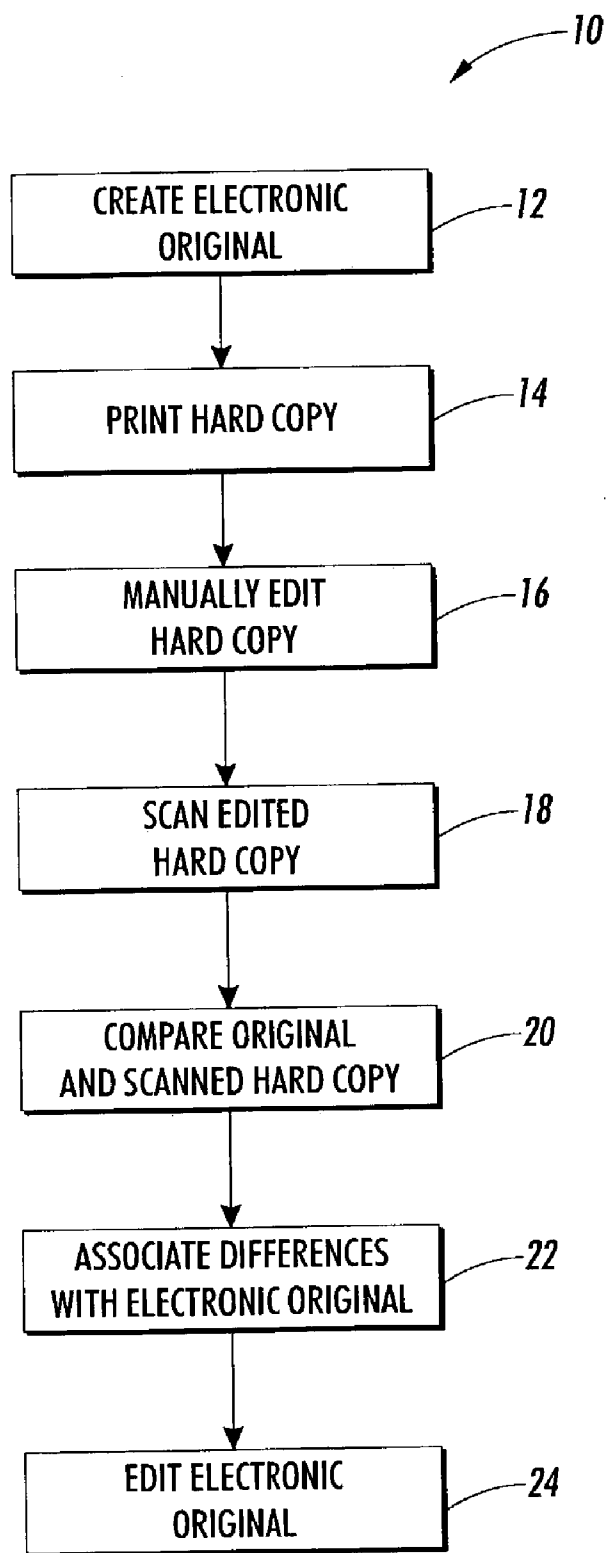 10
CREATE ELECTRONIC
ORIGINAL
12
PRINT HARD COPY
14
MANUALLY EDIT
HARD COPY
16
SCAN EDITED
HARD COPY
18
COMPARE ORIGINAL
AND SCANNED HARD COPY
20
ASSOCIATE DIFFERENCES
WITH ELECTRONIC ORIGINAL
22
EDIT ELECTRONIC
ORIGINAL
24